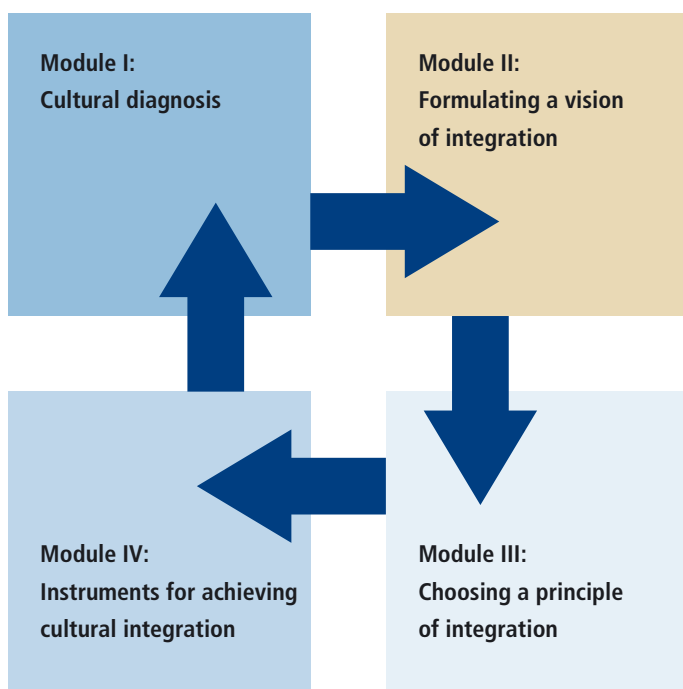 Module I:
Cultural diagnosis
Module II:
Formulating a vision
of integration
Module III:
Choosing a principle
of integration
Module IV:
Instruments for achieving
cultural integration